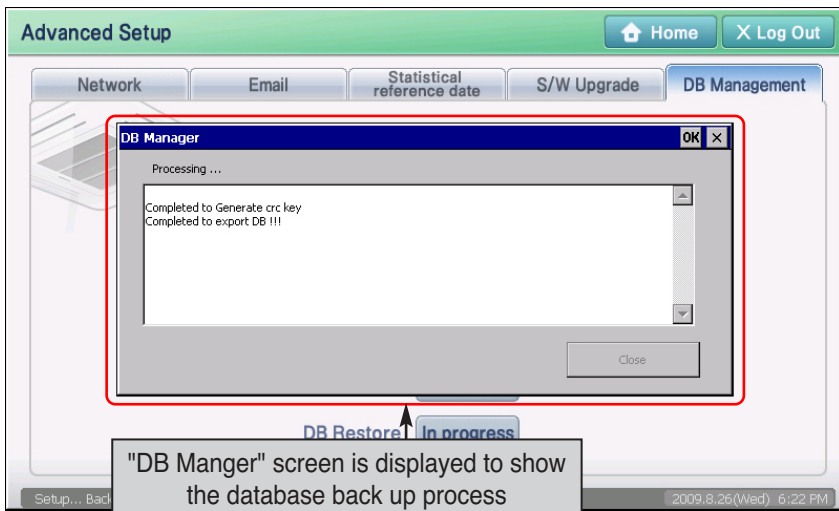 Advanced Setup
Home
X Log Out
Network
Email
Statistical
reference date
S/W Upgrade
DB Management
DB Manager
OK
Processing ...
Completed to Generate crc key
Completed to export DB !!!
Close
DB Restore
In progress
"DB Manger" screen is displayed to show
the database back up process
Setup... Back
2009.8.26(Wed) 6:22 PM